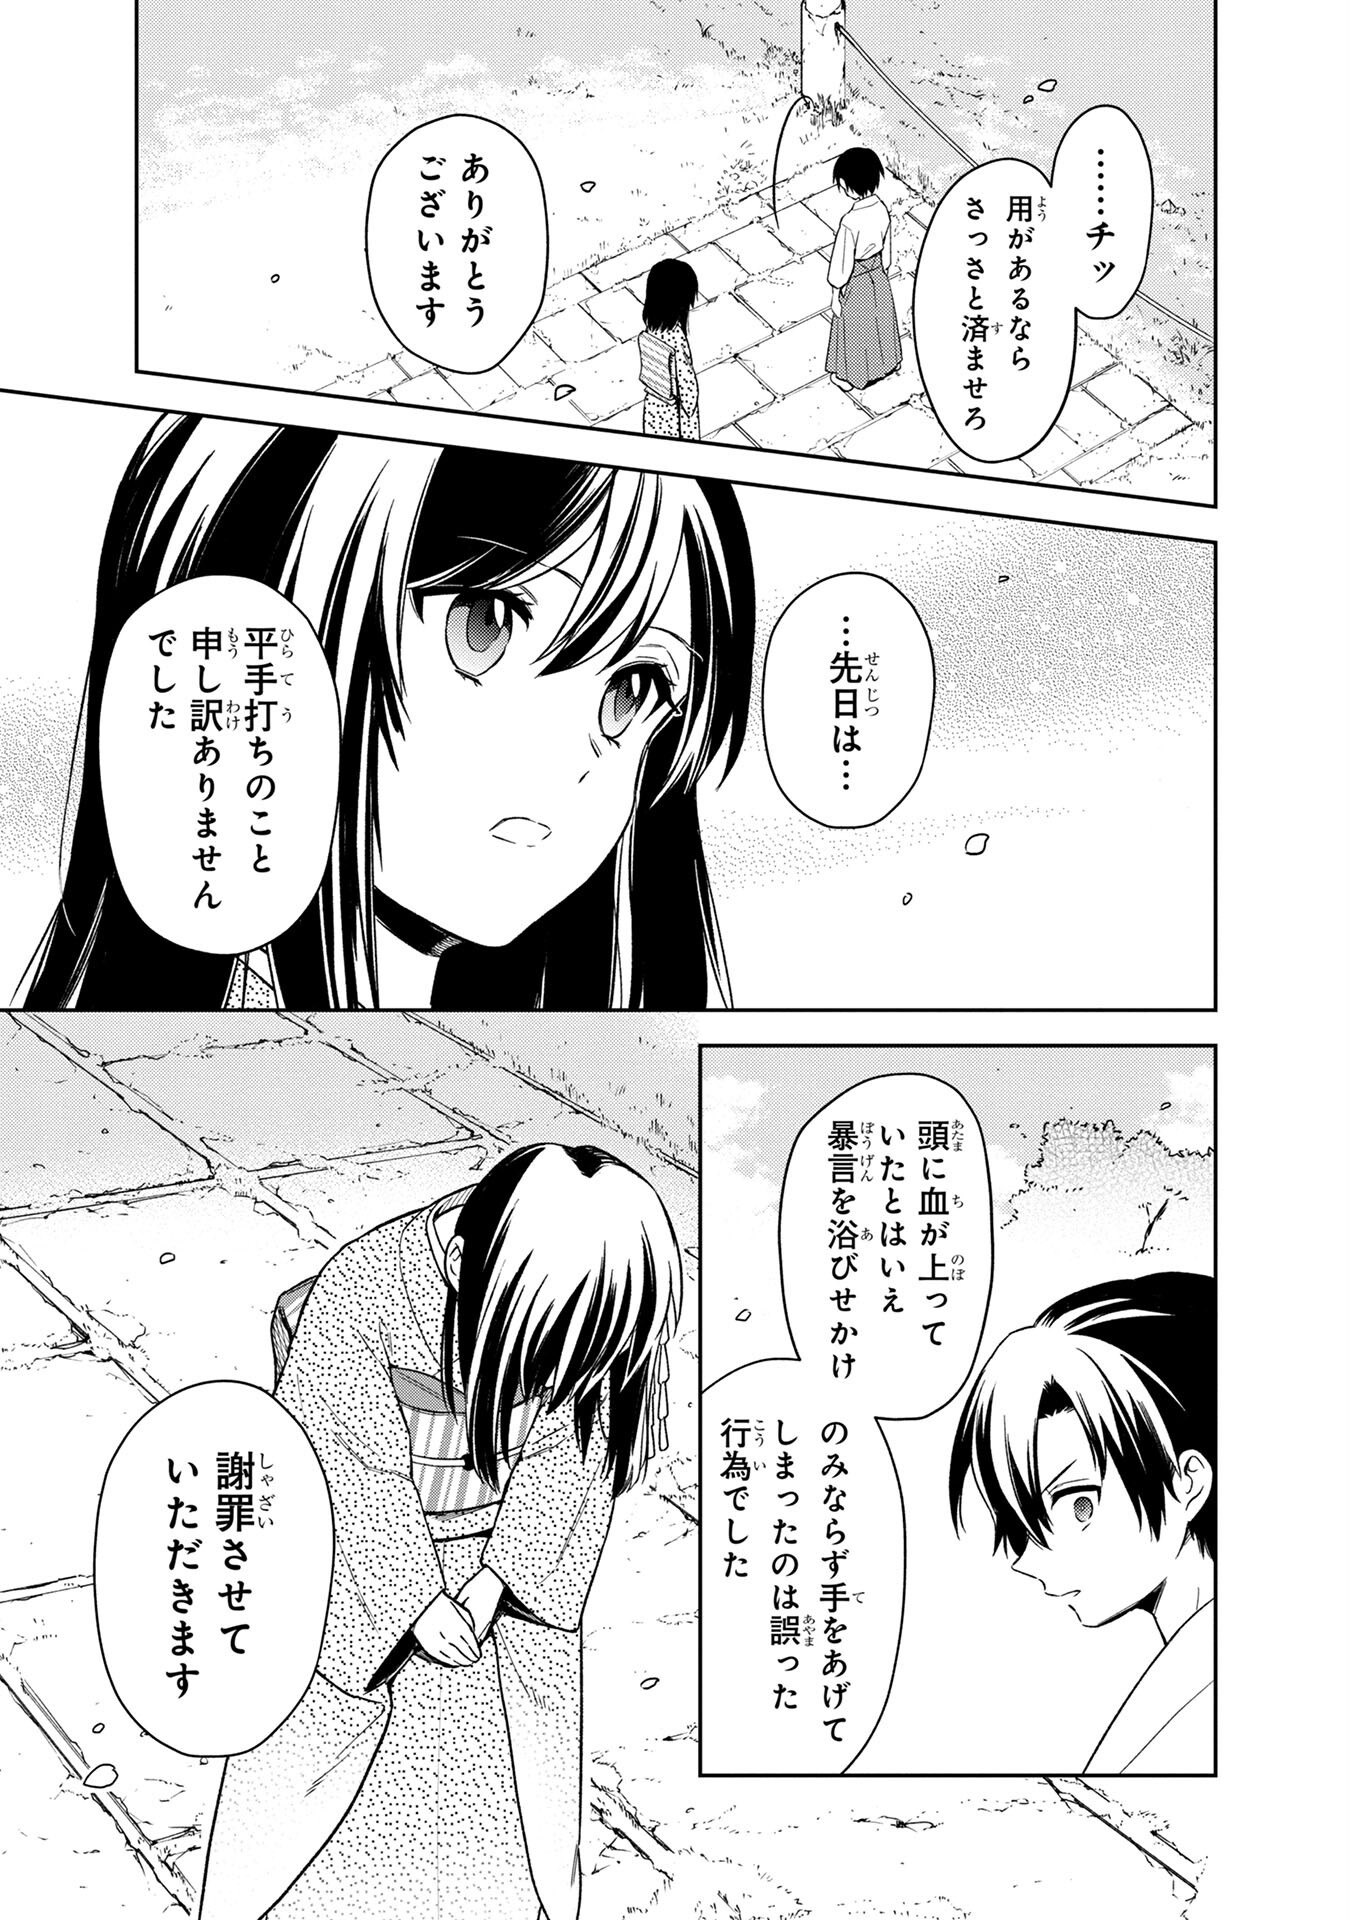 ……チッ
用があるなら
さっさと済ませろ
ありがとう
ございます
…先日は…
平手打ちのこと
申し訳ありません
でした
頭に血が上って
いたとはいえ
暴言を浴びせかけ
のみならず手をあげて
しまったのは誤った
行為でした
謝罪させて
いただきます